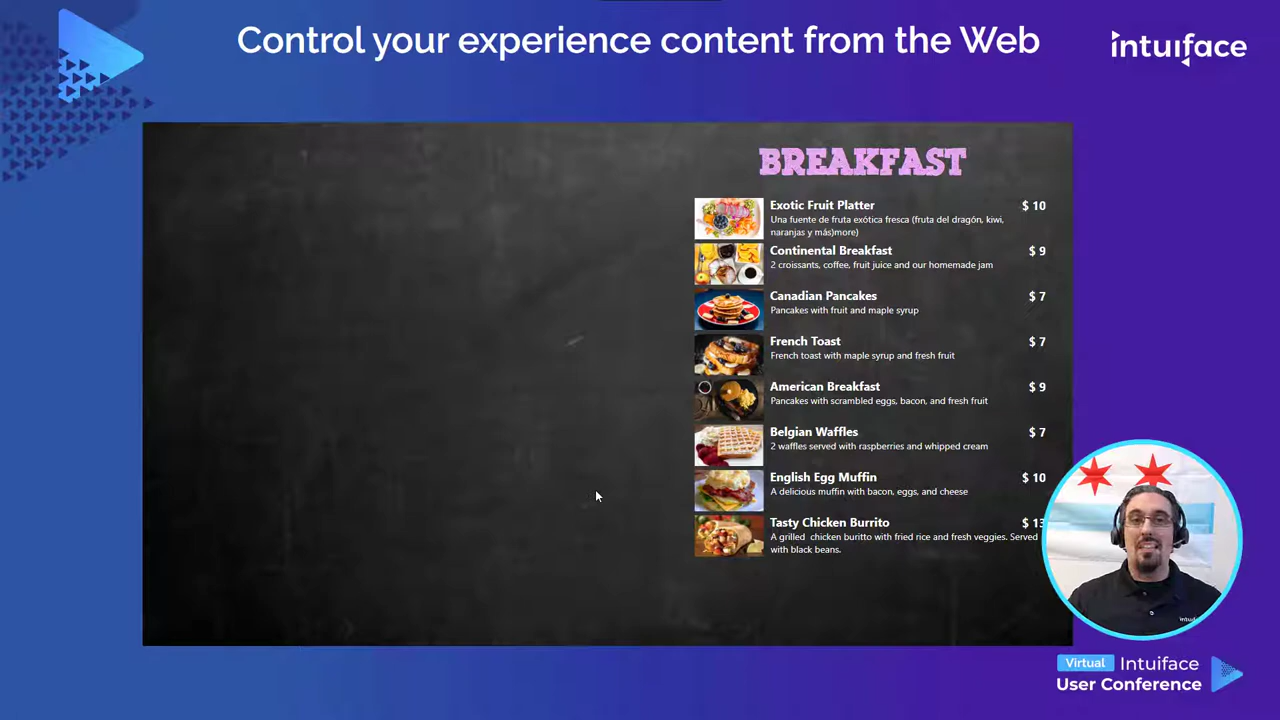 Control your experience content from the Web
intuiface
BREAKFAST
Exotic Fruit Platter $ 10
Una fuente de fruta exótica fresca (fruta del dragón, kiwi,
naranjas y más)more)
Continental Breakfast $ 9
2 croissants, coffee, fruit juice and our homemade jam
Canadian Pancakes $ 7
Pancakes with fruit and maple syrup
French Toast $ 7
French toast with maple syrup and fresh fruit
American Breakfast $ 9
Pancakes with scrambled eggs, bacon, and fresh fruit
Belgian Waffles $ 7
2 waffles served with raspberries and whipped cream
English Egg Muffin $ 10
A delicious muffin with bacon, eggs, and cheese
Tasty Chicken Burrito $ 13
A grilled chicken buritto with fried rice and fresh veggies. Served
with black beans.
Virtual Intuiface
User Conference